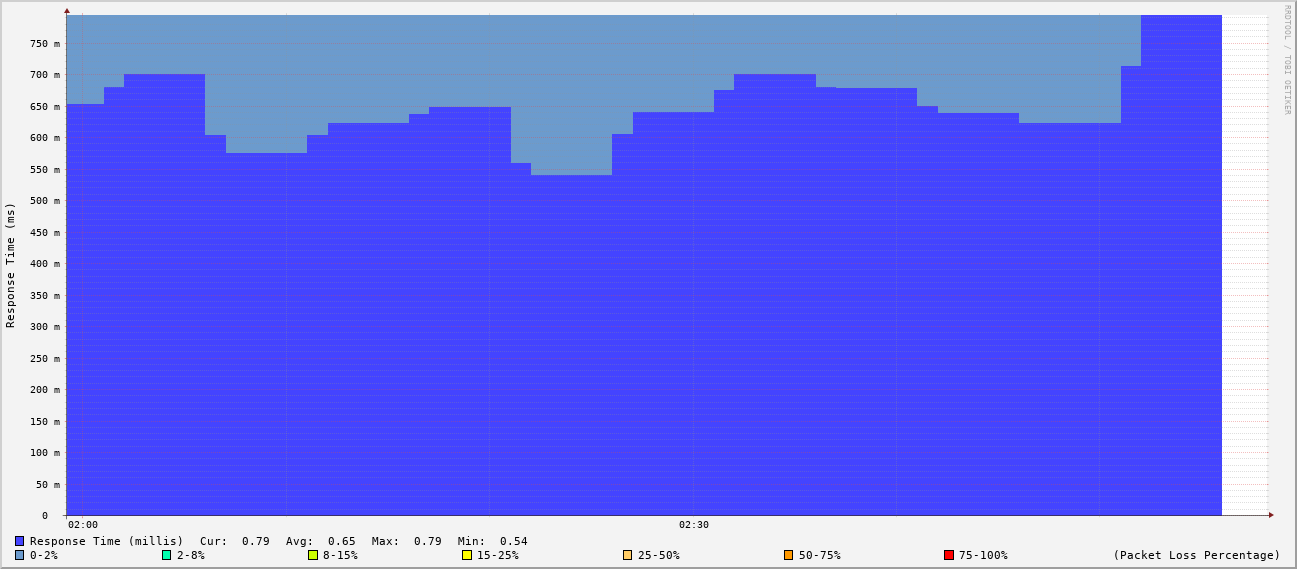 RRDTOOL / TOBI OETIKER
Response Time (ms)
750 m
700 m
650 m
600 m
550 m
500 m
450 m
400 m
350 m
300 m
250 m
200 m
150 m
100 m
50 m
0
02:00 02:30
Response Time (millis) Cur: 0.79 Avg: 0.65 Max: 0.79 Min: 0.54
0-2% 2-8% 8-15% 15-25% 25-50% 50-75% 75-100% (Packet Loss Percentage)